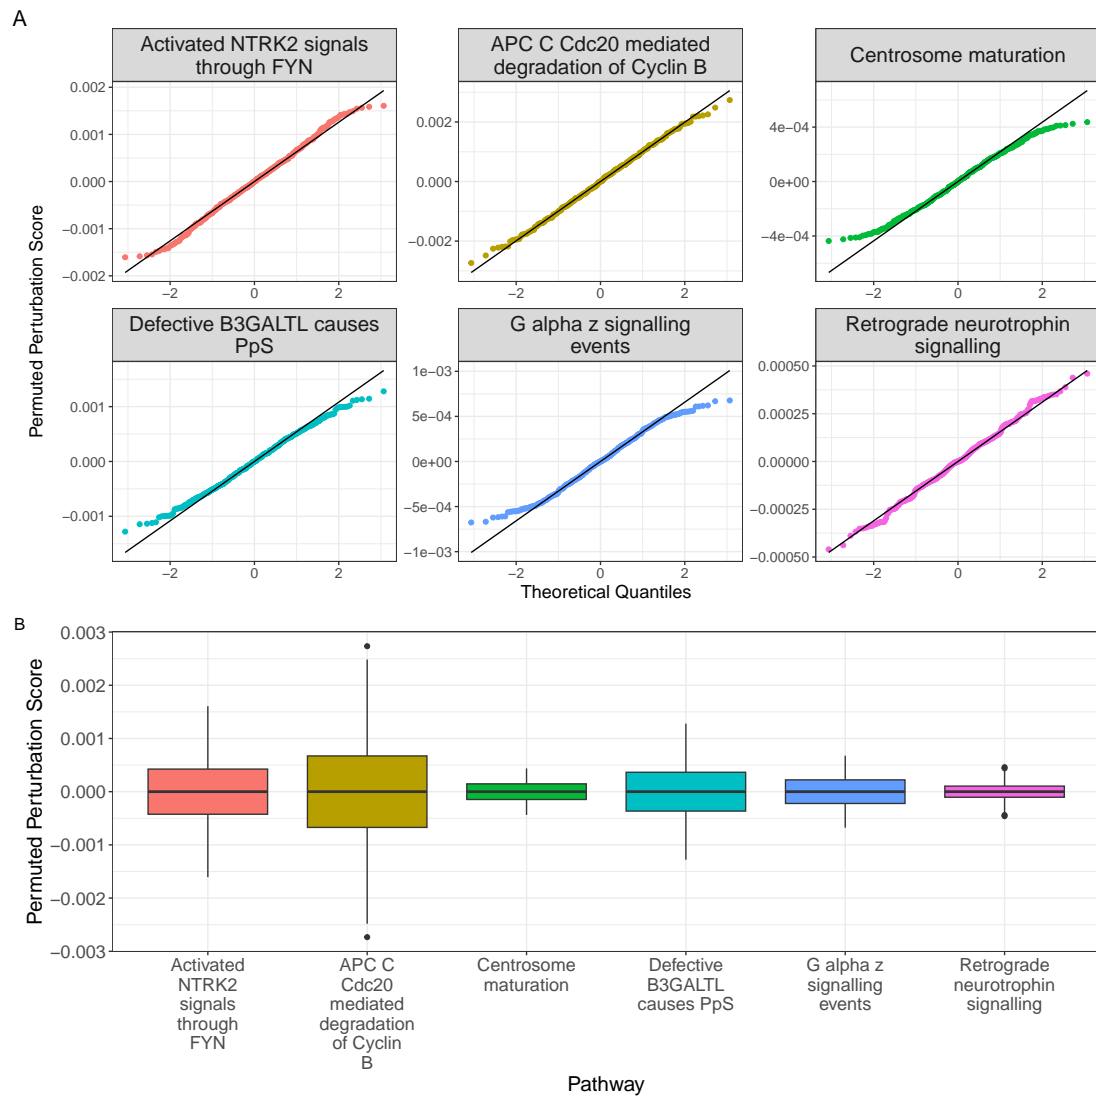 A
Activated NTRK2 signals
through FYN
APC C Cdc20 mediated
degradation of Cyclin B
Centrosome maturation
Permuted Perturbation Score
0.002
0.001
0.000
−0.001
−0.002
−2 0 2
0.002
0.000
−0.002
−2 0 2
4e−04
0e+00
−4e−04
−2 0 2
Defective B3GALTL causes
PpS
G alpha z signalling
events
Retrograde neurotrophin
signalling
0.001
0.000
−0.001
−2 0 2
1e−03
5e−04
0e+00
−5e−04
−1e−03
−2 0 2
0.00050
0.00025
0.00000
−0.00025
−0.00050
−2 0 2
Theoretical Quantiles
B
Permuted Perturbation Score
0.003
0.002
0.001
0.000
−0.001
−0.002
−0.003
Activated
NTRK2
signals
through
FYN
APC C
Cdc20
mediated
degradation
of Cyclin
B
Centrosome
maturation
Defective
B3GALTL
causes PpS
G alpha z
signalling
events
Retrograde
neurotrophin
signalling
Pathway